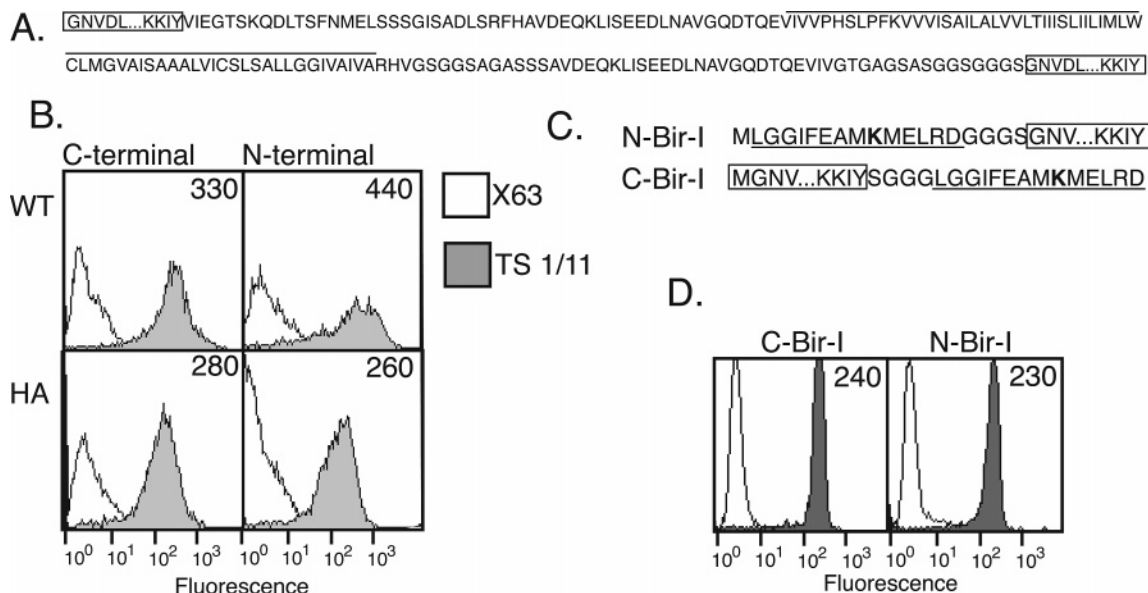 A.
GNVDL...KKIYVIEGTSKQDLTSFNMELSSSGISADLSRFHAVDEQKLISEEDLNAVGQDTQEVIVVPHSLPFKVVVISAILALVVLTIISLIILIMLW
CLMGVAISAAALVICSLSALLGGIVAIVARHVGSGGSAGASSSAVDEQKLISEEDLNAVGQDTQEVIVGTGAGSASGGSGGGSGNVDL...KKIY
B.
C-terminal N-terminal
WT
330
440
X63
TS 1/11
HA
280
260
10⁰ 10¹ 10² 10³ 10⁰ 10¹ 10² 10³
Fluorescence
C.
N-Bir-I MLGGIFEAMKMELRDGGGSGNV...KKIY
C-Bir-I MGNV...KKIYSGGGLGGIFEAMKMELRD
D.
C-Bir-I N-Bir-I
240
230
10⁰ 10¹ 10² 10³ 10⁰ 10¹ 10² 10³
Fluorescence